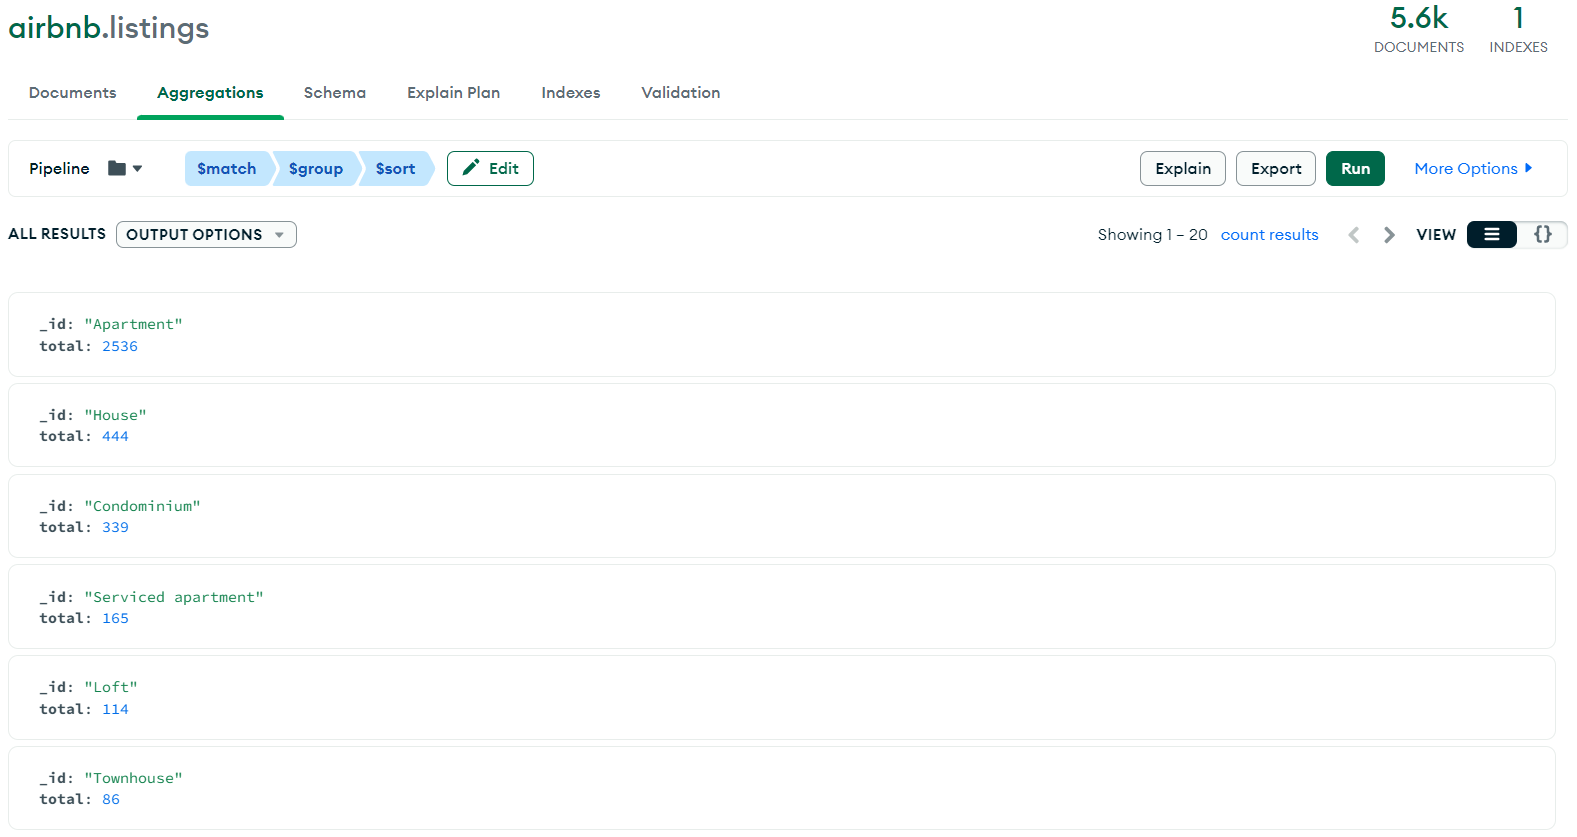 airbnb.listings
5.6k
DOCUMENTS
1
INDEXES
Documents Aggregations Schema Explain Plan Indexes Validation
Pipeline $match $group $sort Edit Explain Export Run More Options
ALL RESULTS OUTPUT OPTIONS Showing 1 – 20 count results VIEW {}
_id: "Apartment"
total: 2536
_id: "House"
total: 444
_id: "Condominium"
total: 339
_id: "Serviced apartment"
total: 165
_id: "Loft"
total: 114
_id: "Townhouse"
total: 86